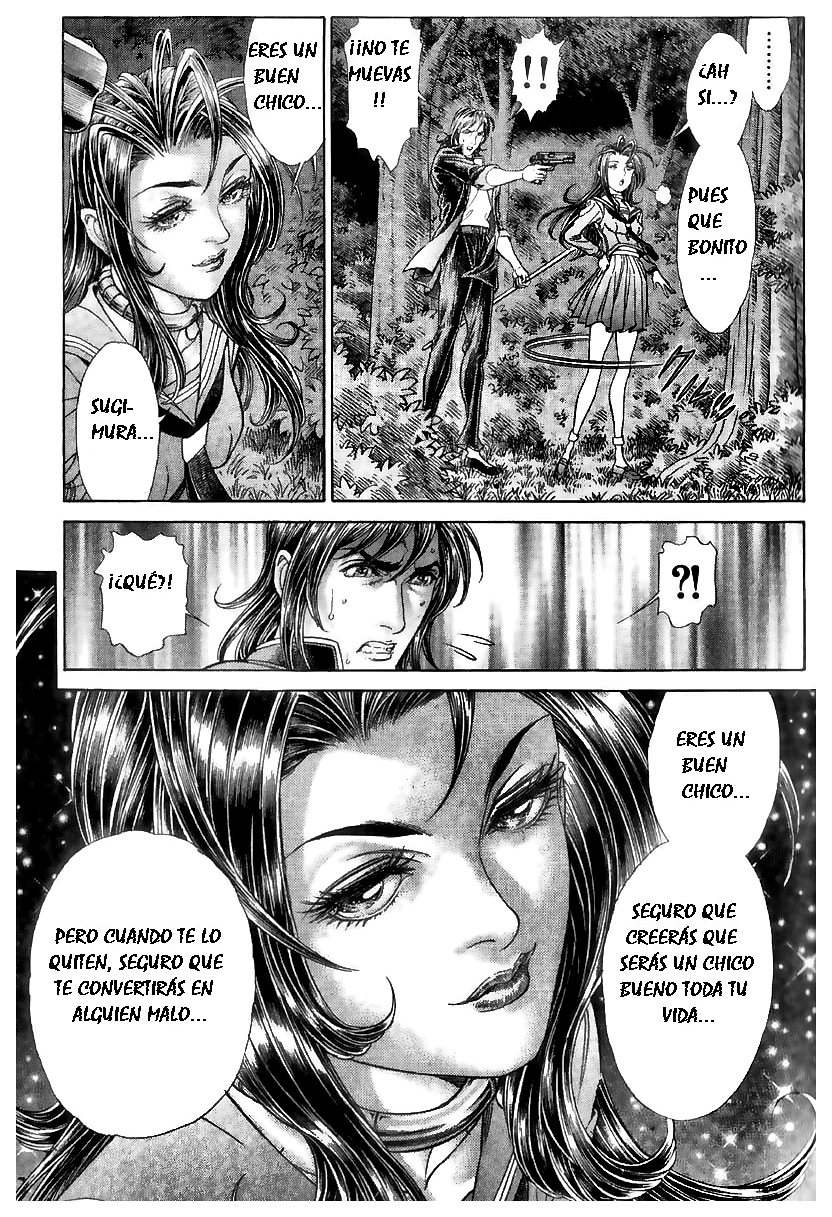 .........
¿AH
SI...?
PUES
QUE
BONITO
...
!!
¡¡NO TE
MUEVAS
!!
ERES UN
BUEN
CHICO...
SUGI-
MURA...
?!
¡¿QUÉ?!
ERES UN
BUEN
CHICO...
SEGURO QUE
CREERÁS QUE
SERÁS UN CHICO
BUENO TODA TU
VIDA...
PERO CUANDO TE LO
QUITEN, SEGURO QUE
TE CONVERTIRÁS EN
ALGUIEN MALO...